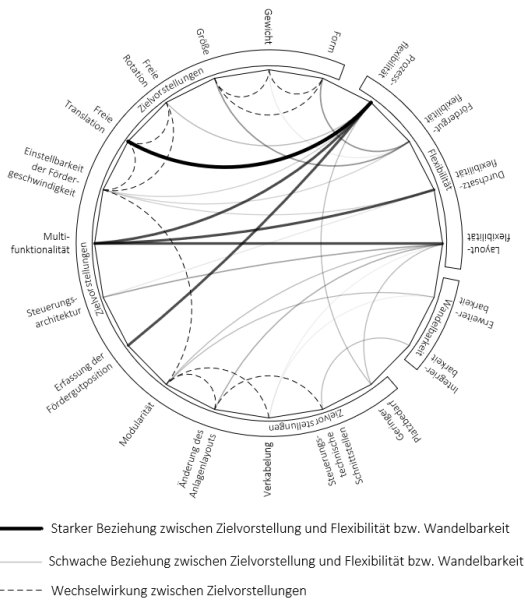 Gewicht
Form
Größe
Freie
Rotation
Freie
Translation
Einstellbarkeit
der Förder-
geschwindigkeit
Multi-
funktionalität
Steuerungs-
architektur
Erfassung der
Fördergutposition
Modularität
Änderung des
Anlagenlayouts
Verkabelung
Steuerungs-
technische
Schnittstellen
Geringer
Platzbedarf
Integrier-
barkeit
Erweiter-
barkeit
Layout-
flexibilität
Durchsatz-
flexibilität
Fördergut-
flexibilität
Prozess-
flexibilität
Zielvorstellungen
Zielvorstellungen
Zielvorstellungen
Wandelbarkeit
Flexibilität
Starker Beziehung zwischen Zielvorstellung und Flexibilität bzw. Wandelbarkeit
Schwache Beziehung zwischen Zielvorstellung und Flexibilität bzw. Wandelbarkeit
Wechselwirkung zwischen Zielvorstellungen